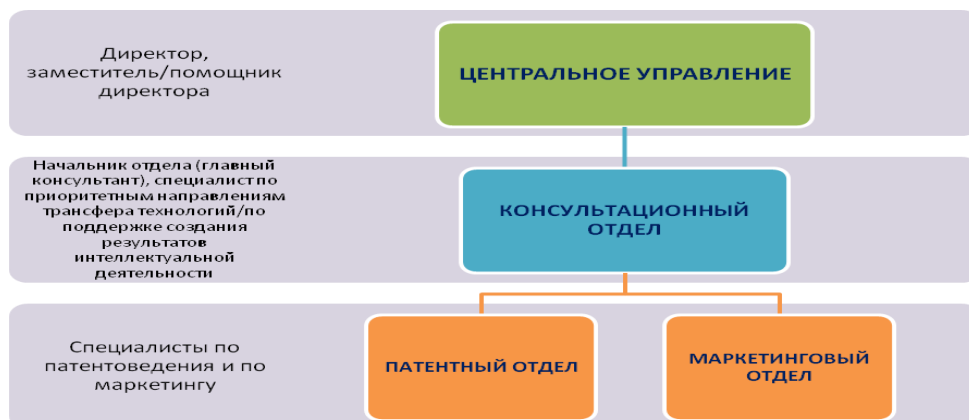 Директор,
заместитель/помощник
директора
ЦЕНТРАЛЬНОЕ УПРАВЛЕНИЕ
Начальник отдела (главный
консультант), специалист по
приоритетным направлениям
трансфера технологий/по
поддержке создания
результатов
интеллектуальной
деятельности
КОНСУЛЬТАЦИОННЫЙ
ОТДЕЛ
Специалисты по
патентоведения и по
маркетингу
ПАТЕНТНЫЙ ОТДЕЛ
МАРКЕТИНГОВЫЙ
ОТДЕЛ